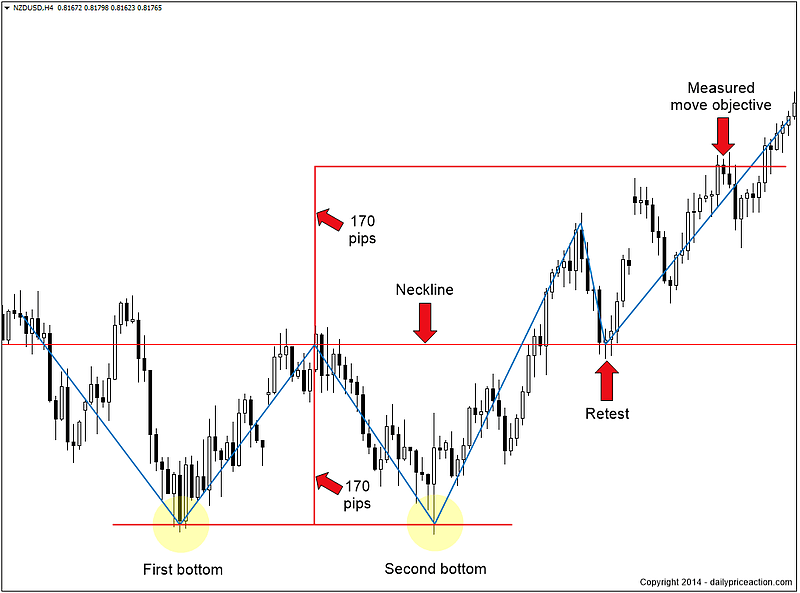 NZDUSD,H4 0.81672 0.81798 0.81623 0.81765
Measured
move objective
170
pips
Neckline
Retest
170
pips
First bottom
Second bottom
Copyright 2014 - dailypriceaction.com